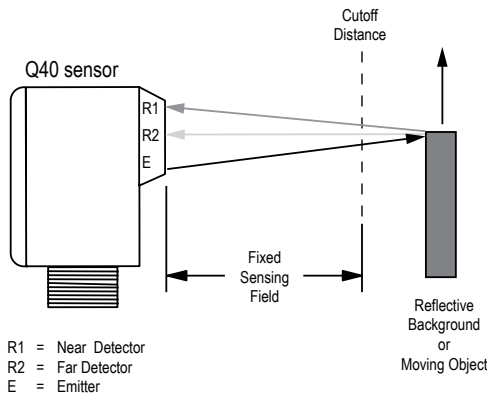 Cutoff
Distance
Q40 sensor
R1
R2
E
Fixed
Sensing
Field
Reflective
Background
or
Moving Object
R1 = Near Detector
R2 = Far Detector
E = Emitter